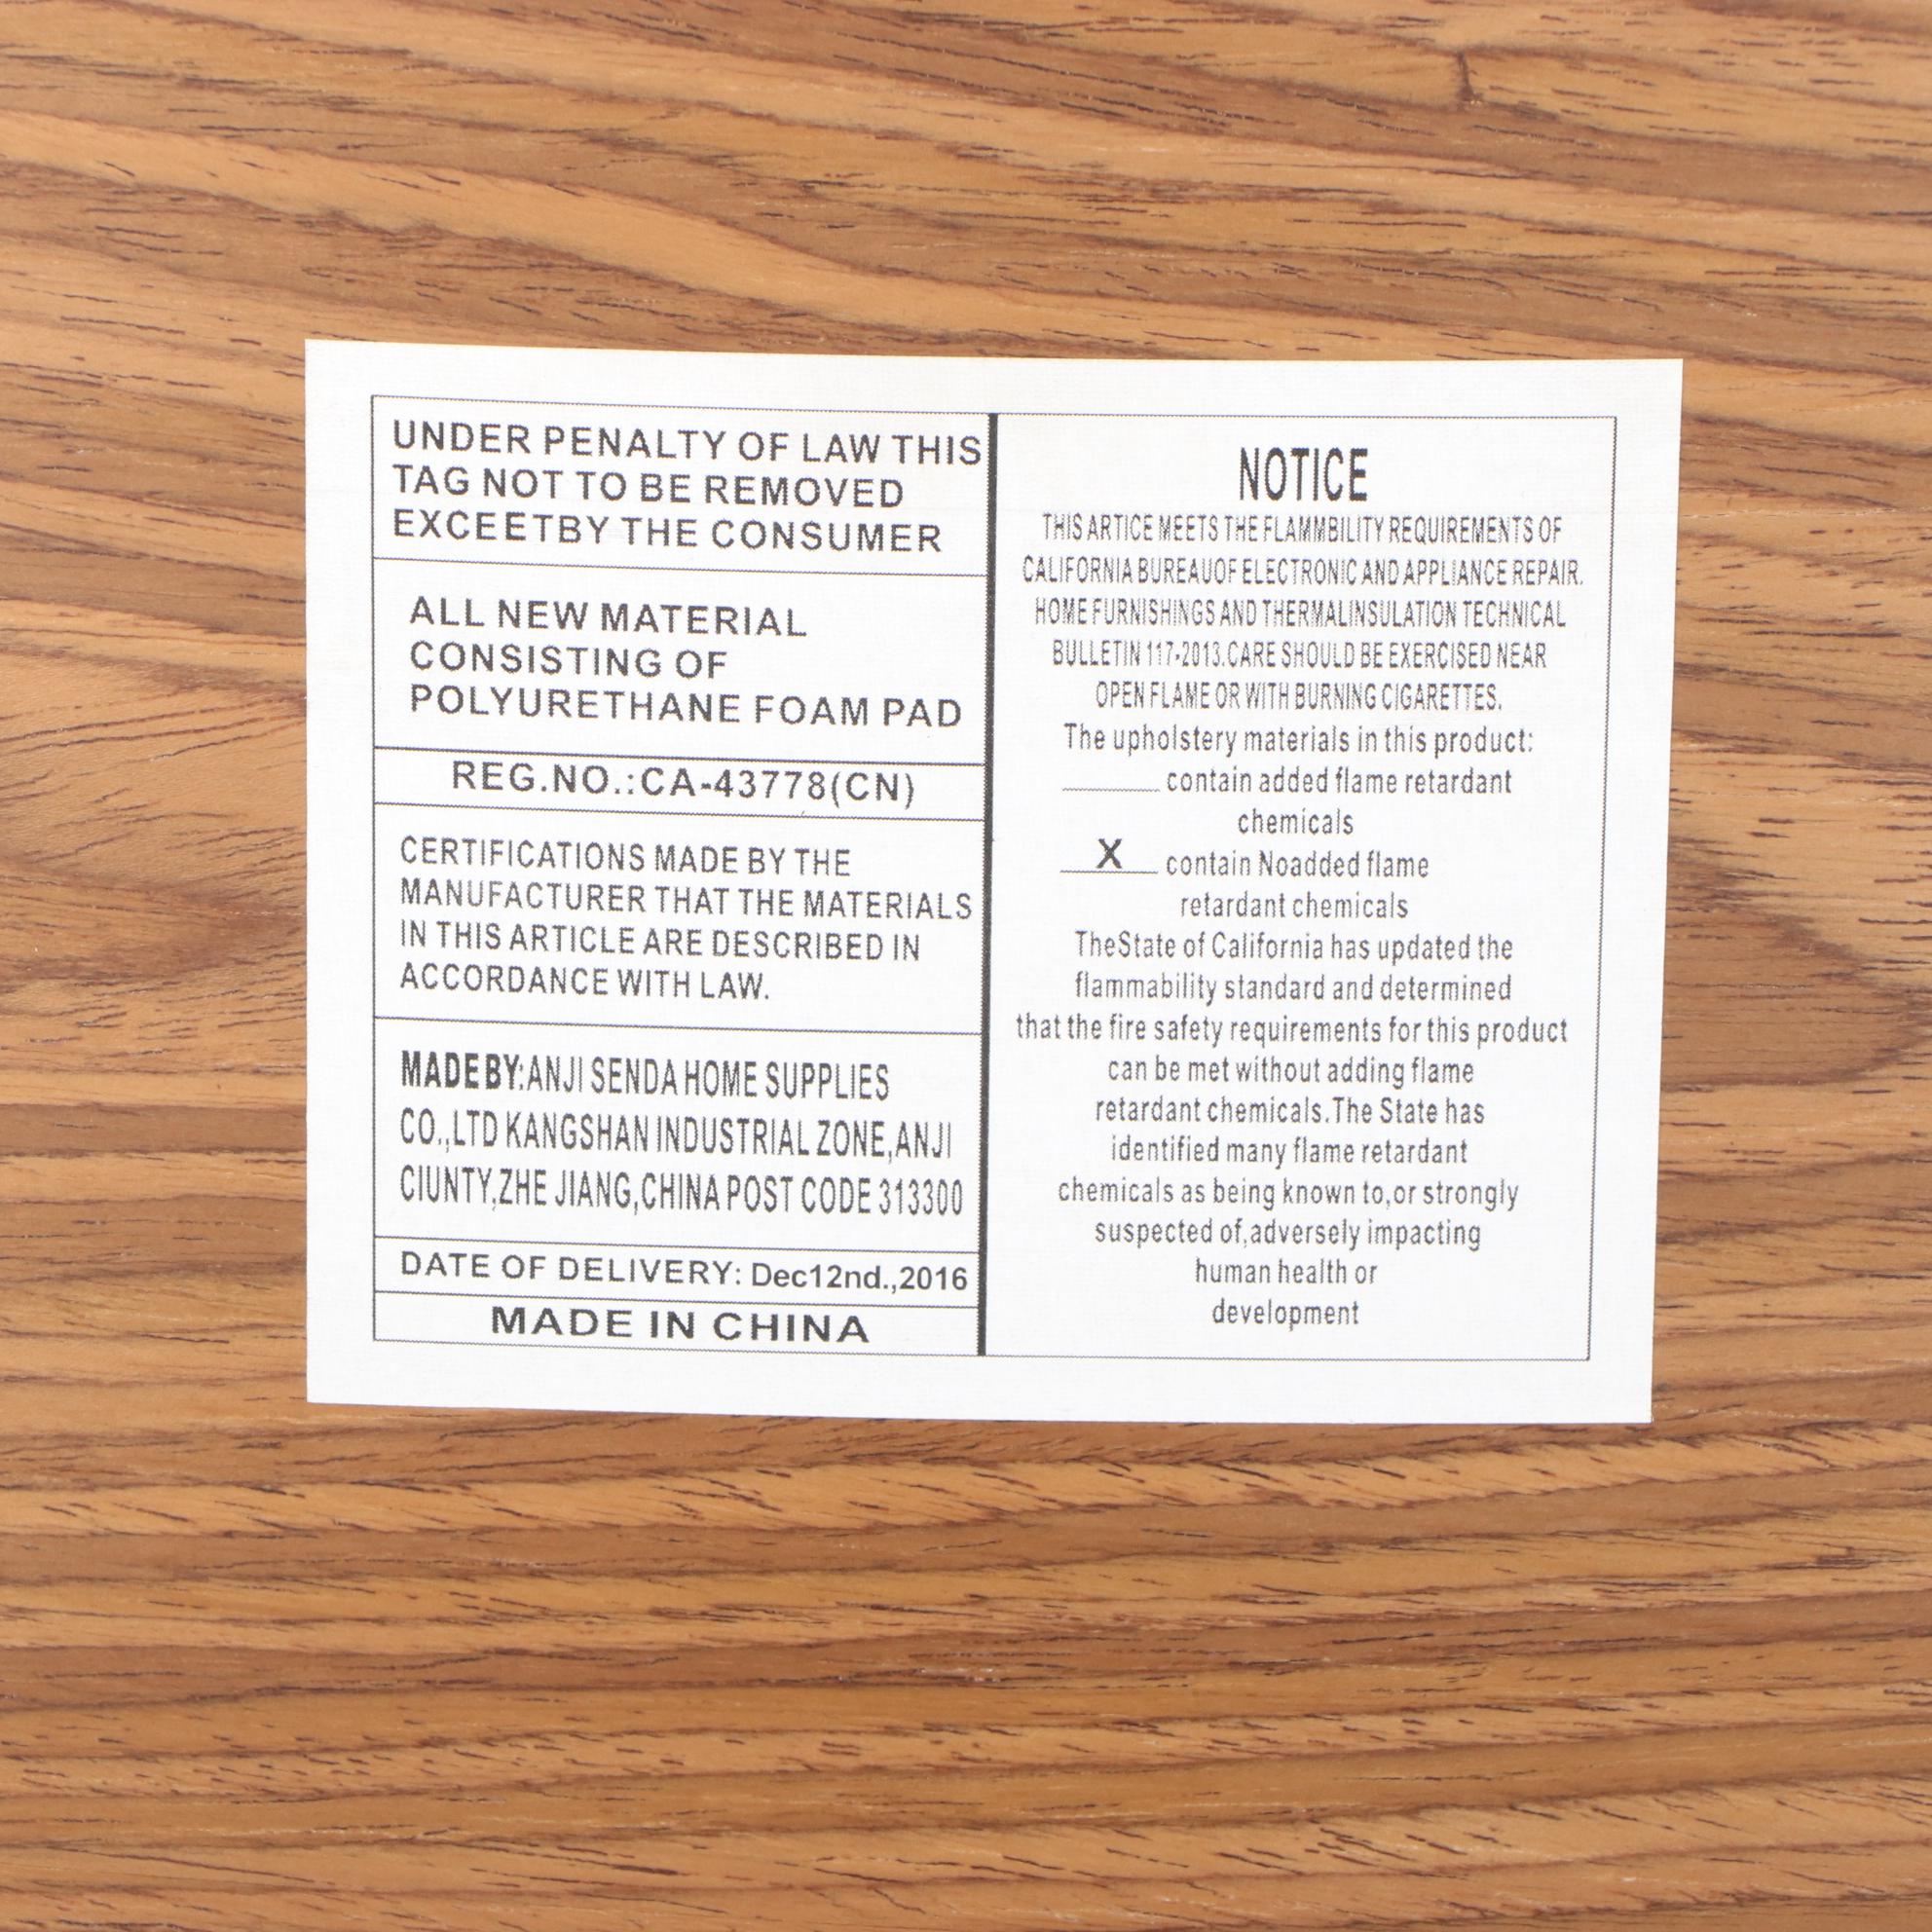 UNDER PENALTY OF LAW THIS
TAG NOT TO BE REMOVED
EXCEETBY THE CONSUMER
ALL NEW MATERIAL
CONSISTING OF
POLYURETHANE FOAM PAD
REG.NO.:CA-43778(CN)
CERTIFICATIONS MADE BY THE
MANUFACTURER THAT THE MATERIALS
IN THIS ARTICLE ARE DESCRIBED IN
ACCORDANCE WITH LAW.
MADE BY:ANJI SENDA HOME SUPPLIES
CO.,LTD KANGSHAN INDUSTRIAL ZONE,ANJI
CIUNTY,ZHE JIANG,CHINA POST CODE 313300
DATE OF DELIVERY: Dec12nd.,2016
MADE IN CHINA
NOTICE
THIS ARTICE MEETS THE FLAMMBILITY REQUIREMENTS OF
CALIFORNIA BUREAUOF ELECTRONIC AND APPLIANCE REPAIR.
HOME FURNISHINGS AND THERMALINSULATION TECHNICAL
BULLETIN 117-2013.CARE SHOULD BE EXERCISED NEAR
OPEN FLAME OR WITH BURNING CIGARETTES.
The upholstery materials in this product:
______ contain added flame retardant
chemicals
X contain Noadded flame
retardant chemicals
TheState of California has updated the
flammability standard and determined
that the fire safety requirements for this product
can be met without adding flame
retardant chemicals.The State has
identified many flame retardant
chemicals as being known to,or strongly
suspected of,adversely impacting
human health or
development